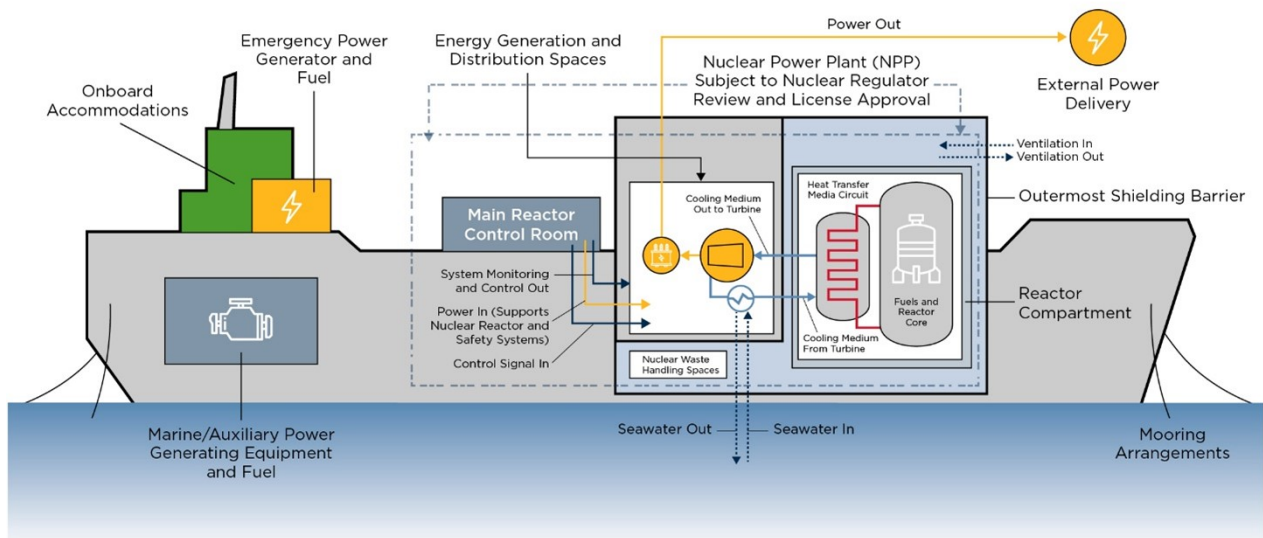 Power Out
Emergency Power
Generator and
Fuel
Energy Generation and
Distribution Spaces
Nuclear Power Plant (NPP)
Subject to Nuclear Regulator
Review and License Approval
External Power
Delivery
Onboard
Accommodations
Ventilation In
Ventilation Out
Main Reactor
Control Room
Cooling Medium
Out to Turbine
Heat Transfer
Media Circuit
Outermost Shielding Barrier
System Monitoring
and Control Out
Power In (Supports
Nuclear Reactor and
Safety Systems)
Control Signal In
Fuels and
Reactor
Core
Reactor
Compartment
Cooling Medium
From Turbine
Nuclear Waste
Handling Spaces
Marine/Auxiliary Power
Generating Equipment
and Fuel
Seawater Out
Seawater In
Mooring
Arrangements